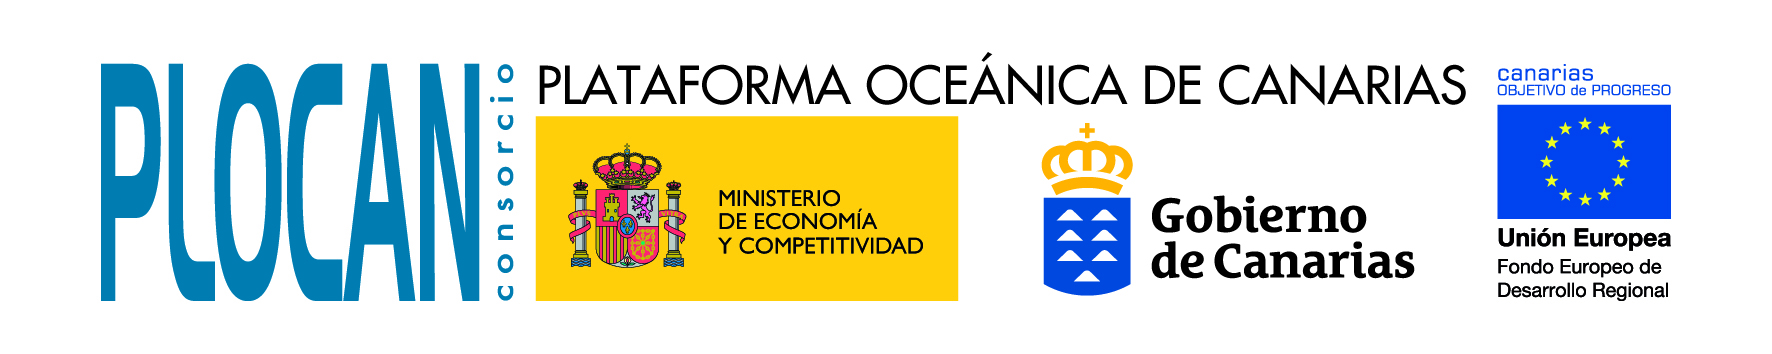 PLOCAN
consorcio
PLATAFORMA OCEÁNICA DE CANARIAS
MINISTERIO
DE ECONOMÍA
Y COMPETITIVIDAD
Gobierno
de Canarias
canarias
OBJETIVO de PROGRESO
Unión Europea
Fondo Europeo de
Desarrollo Regional